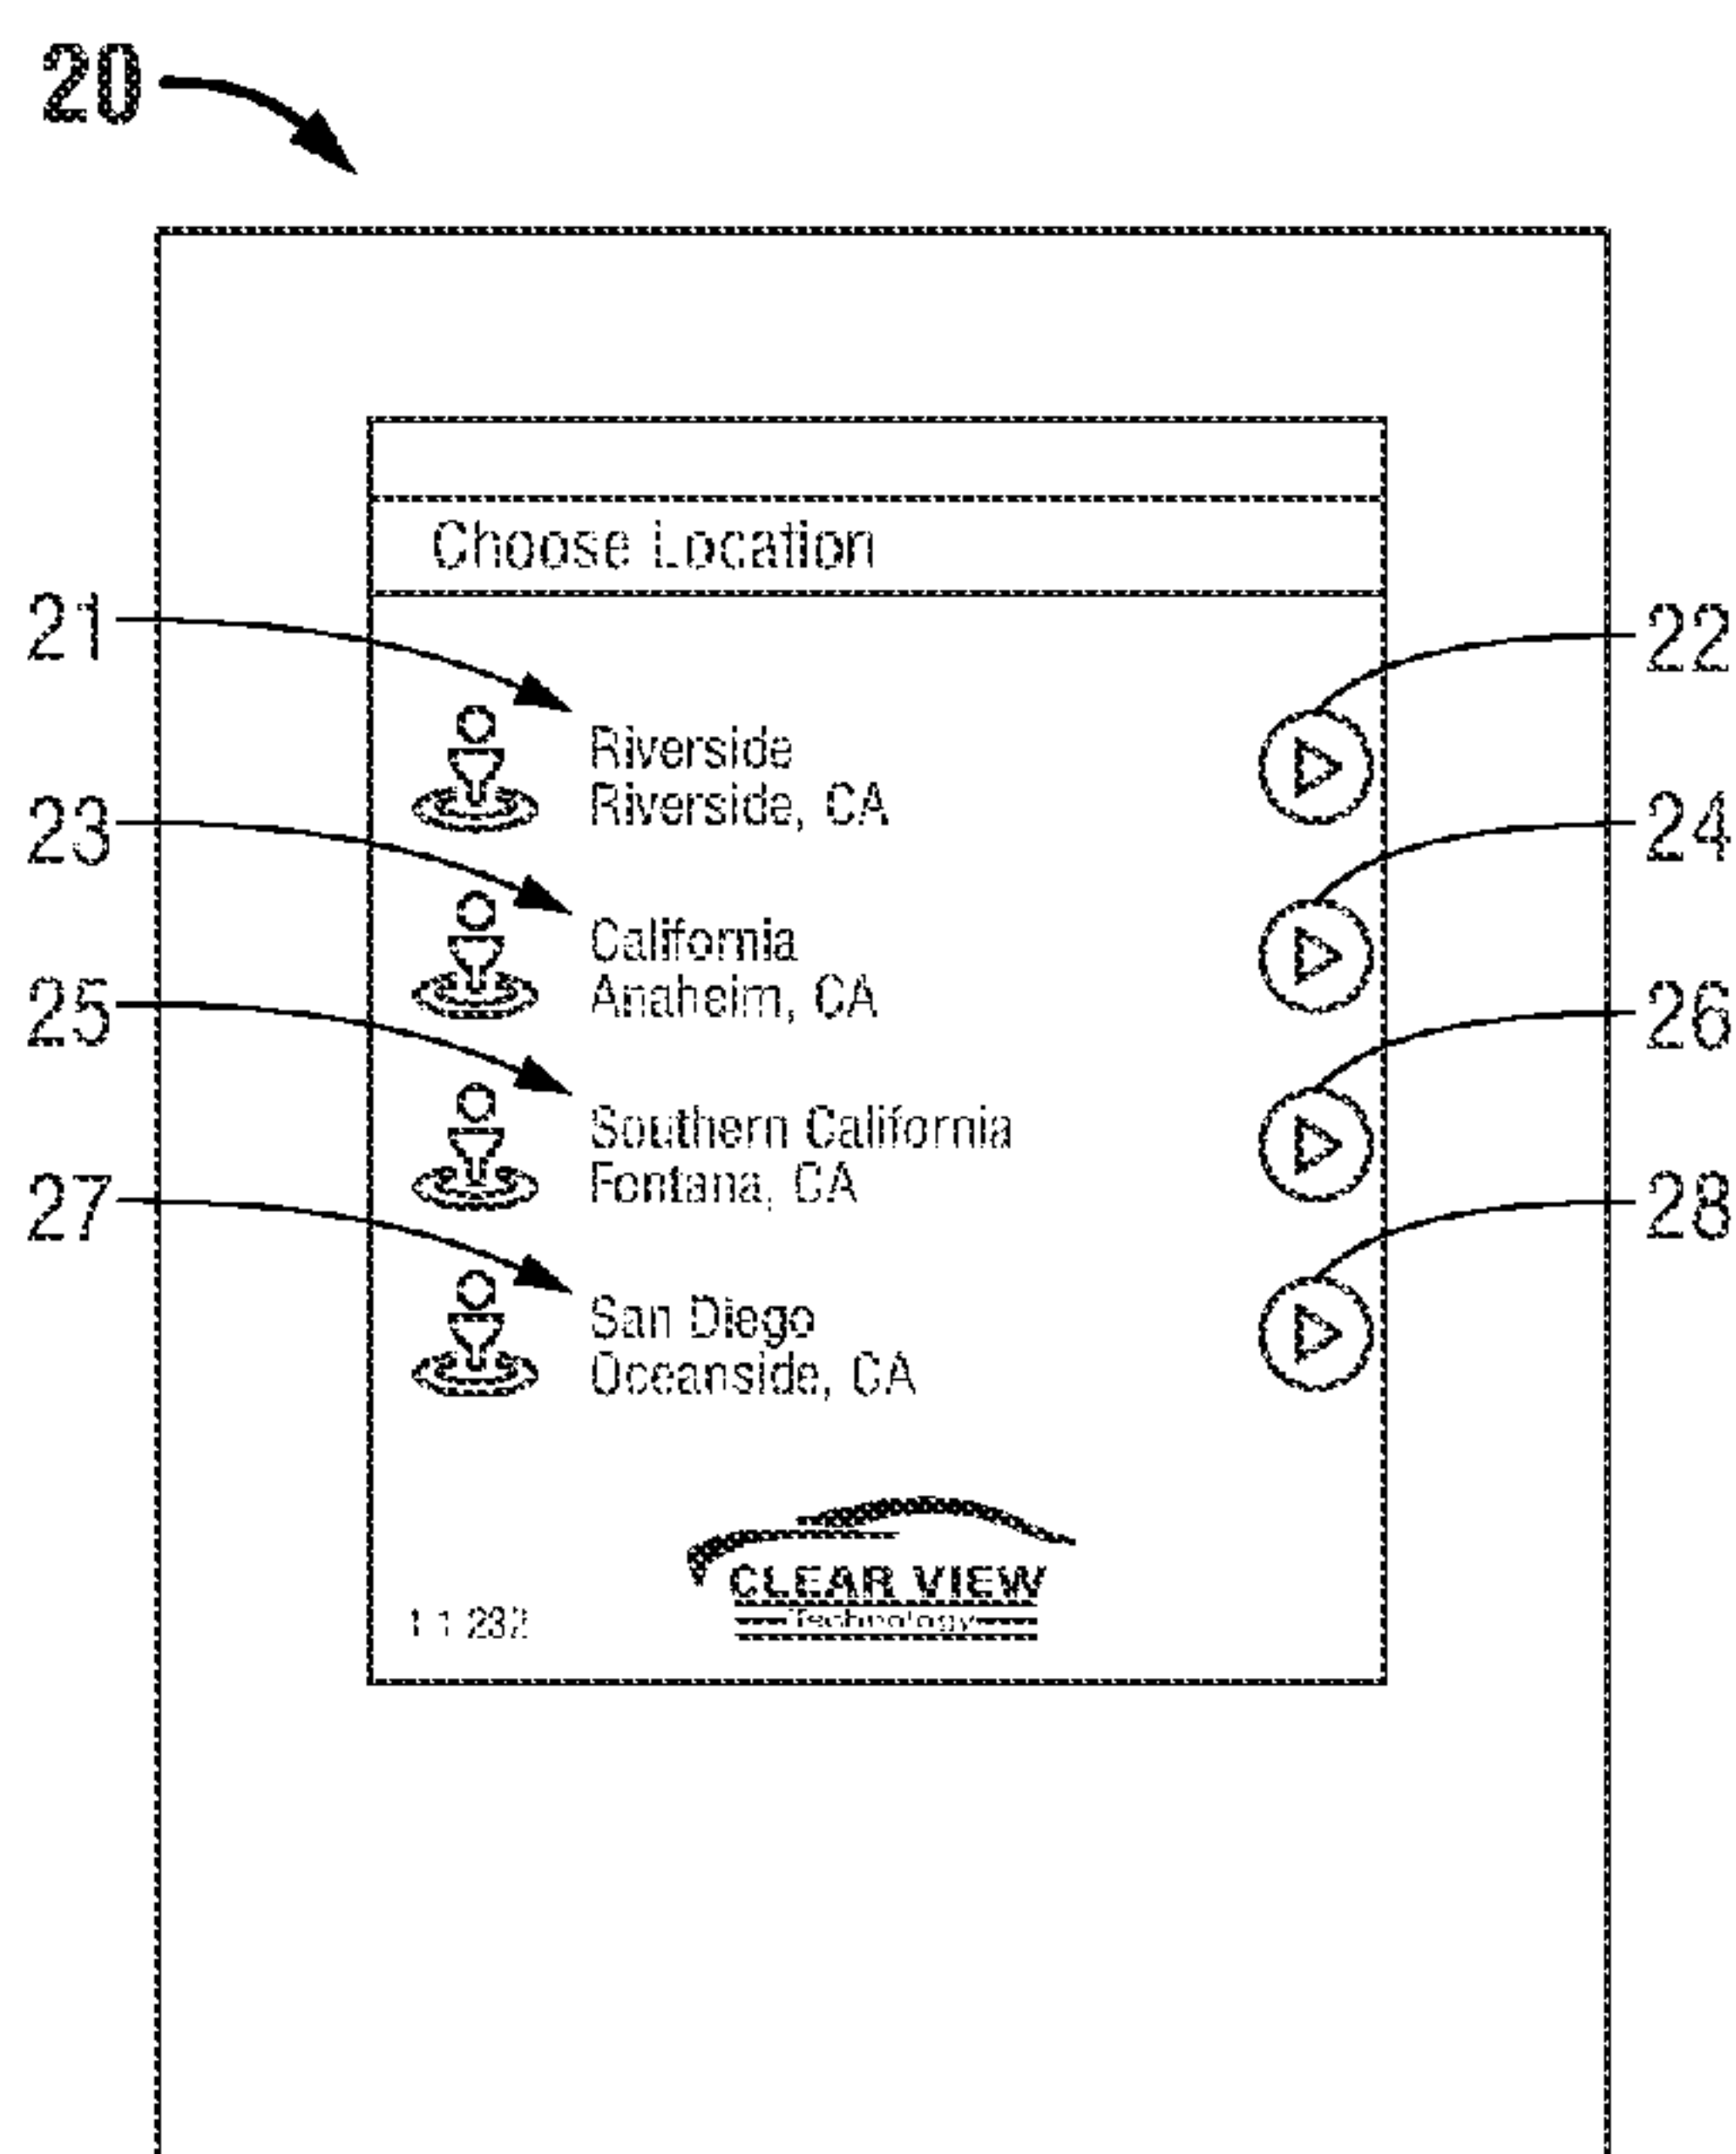 20
Choose Location
21
22
Riverside
Riverside, CA
23
24
California
Anaheim, CA
25
26
Southern California
Fontana, CA
27
28
San Diego
Oceanside, CA
CLEAR VIEW
Technology